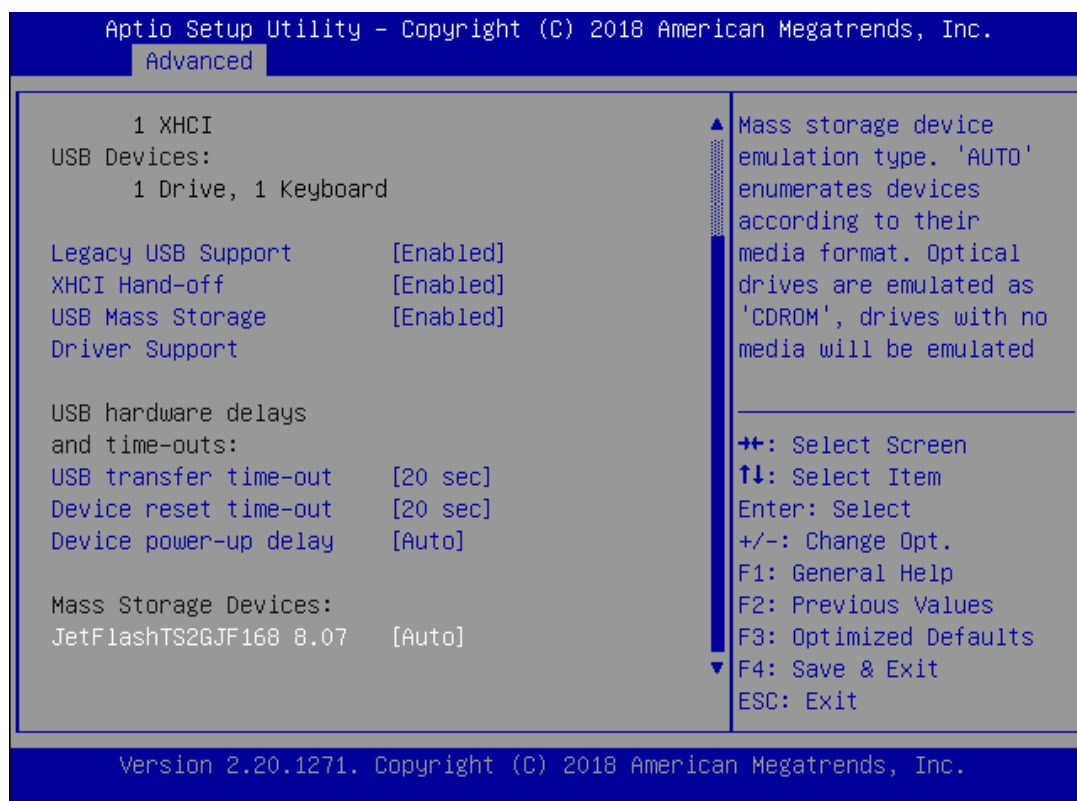 Aptio Setup Utility – Copyright (C) 2018 American Megatrends, Inc.
Advanced
1 XHCI
USB Devices:
1 Drive, 1 Keyboard
Legacy USB Support [Enabled]
XHCI Hand-off [Enabled]
USB Mass Storage [Enabled]
Driver Support
USB hardware delays
and time-outs:
USB transfer time-out [20 sec]
Device reset time-out [20 sec]
Device power-up delay [Auto]
Mass Storage Devices:
JetFlashTS2GJF168 8.07 [Auto]
Mass storage device
emulation type. 'AUTO'
enumerates devices
according to their
media format. Optical
drives are emulated as
'CDROM', drives with no
media will be emulated
→←: Select Screen
↑↓: Select Item
Enter: Select
+/-: Change Opt.
F1: General Help
F2: Previous Values
F3: Optimized Defaults
F4: Save & Exit
ESC: Exit
Version 2.20.1271. Copyright (C) 2018 American Megatrends, Inc.